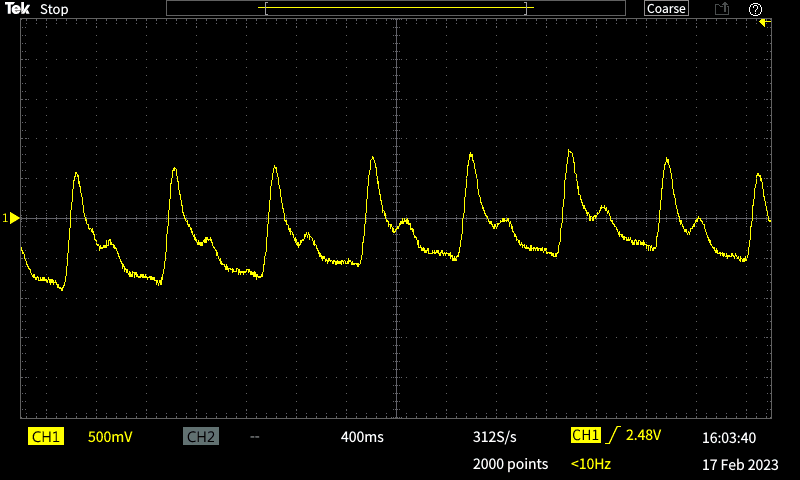 Tek Stop Coarse
1
CH1 500mV CH2 -- 400ms 312S/s CH1 2.48V 16:03:40
2000 points <10Hz 17 Feb 2023